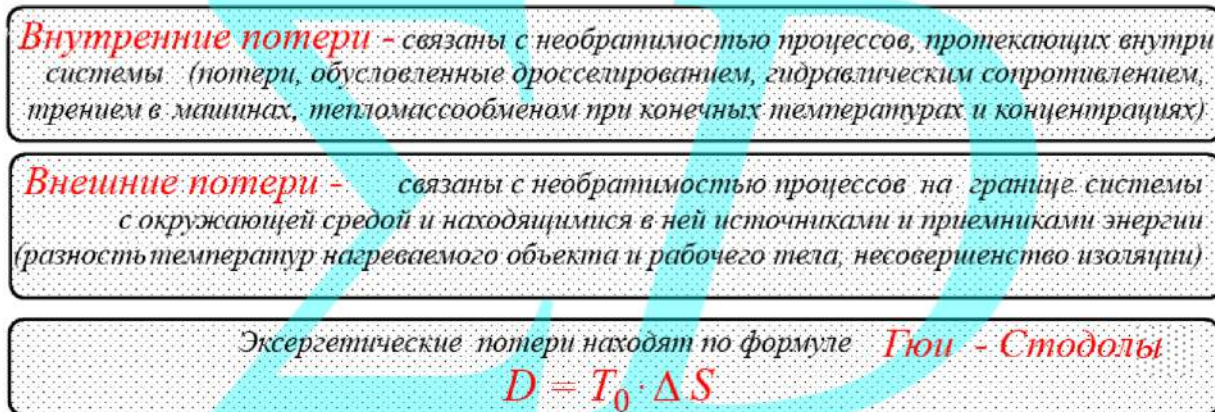 Внутренние потери - связаны с необратимостью процессов, протекающих внутри
системы (потери, обусловленные дросселированием, гидравлическим сопротивлением,
трением в машинах, тепломассообменом при конечных температурах и концентрациях)
Внешние потери - связаны с необратимостью процессов на границе системы
с окружающей средой и находящимися в ней источниками и приемниками энергии
(разность температур нагреваемого объекта и рабочего тела, несовершенство изоляции)
Эксергетические потери находят по формуле Гюи - Стодолы
D = T₀ · Δ S
ΣD